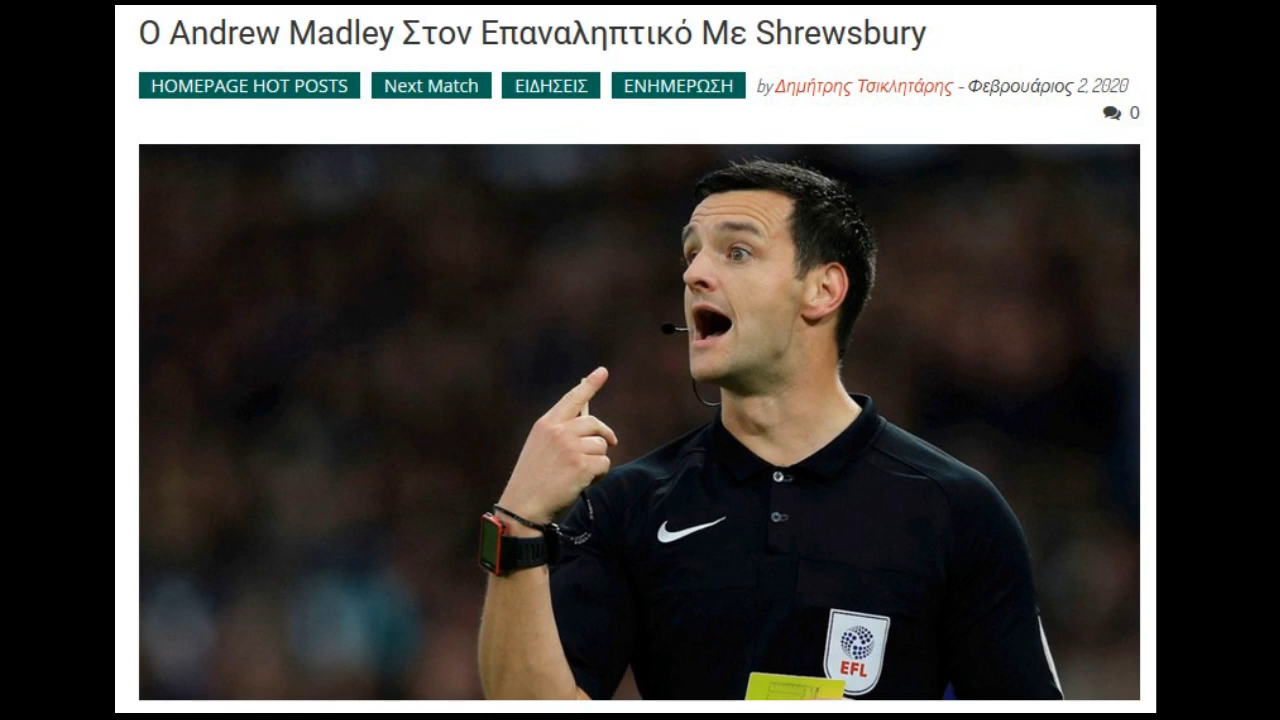 Ο Andrew Madley Στον Επαναληπτικό Με Shrewsbury
HOMEPAGE HOT POSTS Next Match ΕΙΔΗΣΕΙΣ ΕΝΗΜΕΡΩΣΗ by Δημήτρης Τσικλητάρης - Φεβρουάριος 2, 2020
0
EFL